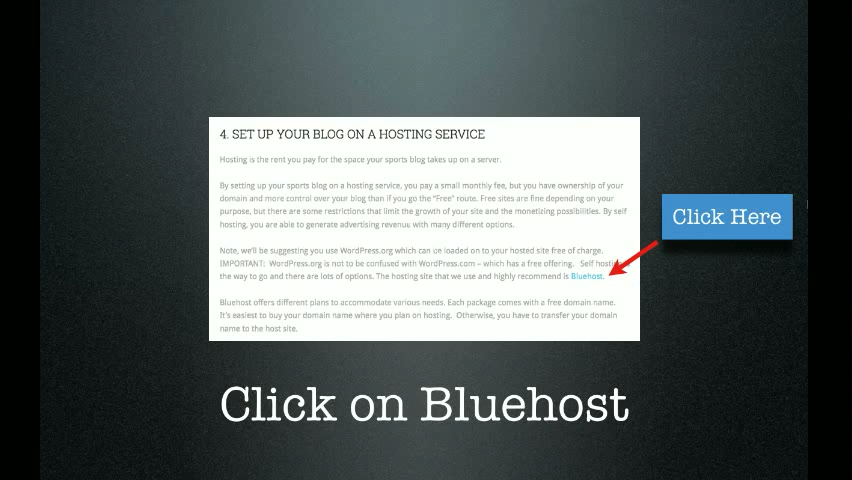 4. SET UP YOUR BLOG ON A HOSTING SERVICE
Hosting is the rent you pay for the space your sports blog takes up on a server.
By setting up your sports blog on a hosting service, you pay a small monthly fee, but you have ownership of your
domain and more control over your blog than if you go the "Free" route. Free sites are fine depending on your
purpose, but there are some restrictions that limit the growth of your site and the monetizing possibilities. By self
hosting, you are able to generate advertising revenue with many different options.
Click Here
Note, we'll be suggesting you use WordPress.org which can be loaded on to your hosted site free of charge.
IMPORTANT: WordPress.org is not to be confused with WordPress.com – which has a free offering. Self hosting
the way to go and there are lots of options. The hosting site that we use and highly recommend is Bluehost.
Bluehost offers different plans to accommodate various needs. Each package comes with a free domain name.
It's easiest to buy your domain name where you plan on hosting. Otherwise, you have to transfer your domain
name to the host site.
Click on Bluehost